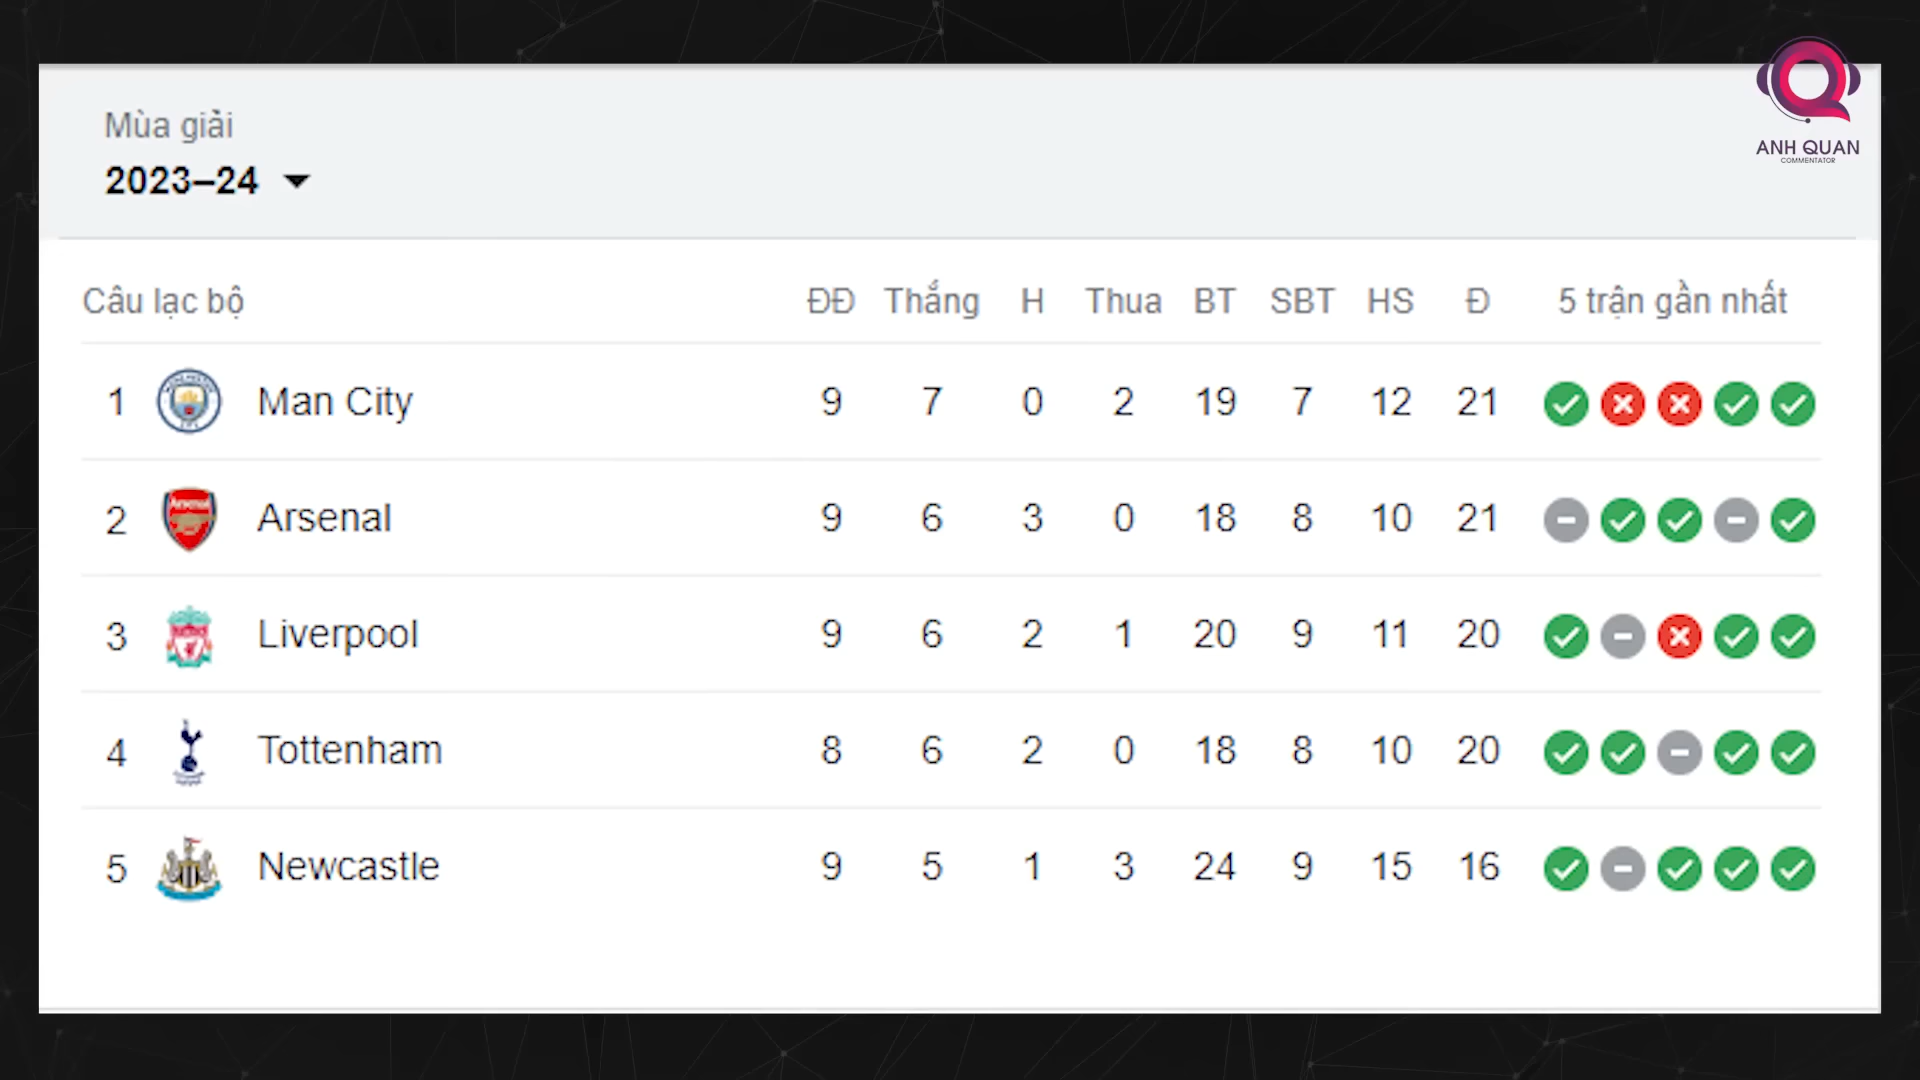 ANH QUAN
COMMENTATOR
Mùa giải
2023–24
Câu lạc bộ ĐĐ Thắng H Thua BT SBT HS Đ 5 trận gần nhất
1 Man City 9 7 0 2 19 7 12 21
2 Arsenal 9 6 3 0 18 8 10 21
3 Liverpool 9 6 2 1 20 9 11 20
4 Tottenham 8 6 2 0 18 8 10 20
5 Newcastle 9 5 1 3 24 9 15 16